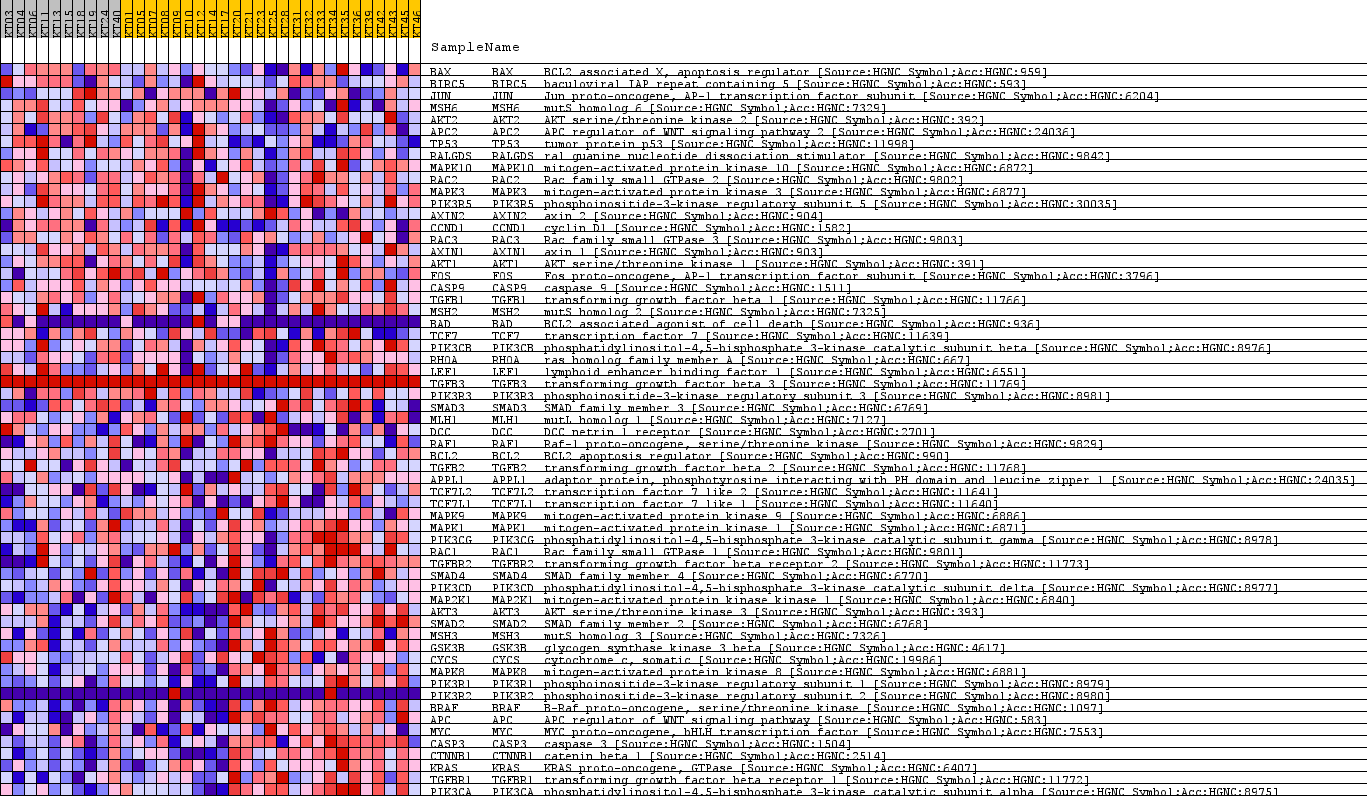 KT03 KT04 KT06 KT11 KT13 KT15 KT18 KT19 KT24 KT40 KT01 KT05 KT07 KT08 KT09 KT10 KT12 KT14 KT17 KT20 KT21 KT23 KT25 KT28 KT31 KT32 KT33 KT34 KT35 KT36 KT39 KT42 KT43 KT45 KT46
SampleName
BAX BAX BCL2 associated X, apoptosis regulator [Source:HGNC Symbol;Acc:HGNC:959]
BIRC5 BIRC5 baculoviral IAP repeat containing 5 [Source:HGNC Symbol;Acc:HGNC:593]
JUN JUN Jun proto-oncogene, AP-1 transcription factor subunit [Source:HGNC Symbol;Acc:HGNC:6204]
MSH6 MSH6 mutS homolog 6 [Source:HGNC Symbol;Acc:HGNC:7329]
AKT2 AKT2 AKT serine/threonine kinase 2 [Source:HGNC Symbol;Acc:HGNC:392]
APC2 APC2 APC regulator of WNT signaling pathway 2 [Source:HGNC Symbol;Acc:HGNC:24036]
TP53 TP53 tumor protein p53 [Source:HGNC Symbol;Acc:HGNC:11998]
RALGDS RALGDS ral guanine nucleotide dissociation stimulator [Source:HGNC Symbol;Acc:HGNC:9842]
MAPK10 MAPK10 mitogen-activated protein kinase 10 [Source:HGNC Symbol;Acc:HGNC:6872]
RAC2 RAC2 Rac family small GTPase 2 [Source:HGNC Symbol;Acc:HGNC:9802]
MAPK3 MAPK3 mitogen-activated protein kinase 3 [Source:HGNC Symbol;Acc:HGNC:6877]
PIK3R5 PIK3R5 phosphoinositide-3-kinase regulatory subunit 5 [Source:HGNC Symbol;Acc:HGNC:30035]
AXIN2 AXIN2 axin 2 [Source:HGNC Symbol;Acc:HGNC:904]
CCND1 CCND1 cyclin D1 [Source:HGNC Symbol;Acc:HGNC:1582]
RAC3 RAC3 Rac family small GTPase 3 [Source:HGNC Symbol;Acc:HGNC:9803]
AXIN1 AXIN1 axin 1 [Source:HGNC Symbol;Acc:HGNC:903]
AKT1 AKT1 AKT serine/threonine kinase 1 [Source:HGNC Symbol;Acc:HGNC:391]
FOS FOS Fos proto-oncogene, AP-1 transcription factor subunit [Source:HGNC Symbol;Acc:HGNC:3796]
CASP9 CASP9 caspase 9 [Source:HGNC Symbol;Acc:HGNC:1511]
TGFB1 TGFB1 transforming growth factor beta 1 [Source:HGNC Symbol;Acc:HGNC:11766]
MSH2 MSH2 mutS homolog 2 [Source:HGNC Symbol;Acc:HGNC:7325]
BAD BAD BCL2 associated agonist of cell death [Source:HGNC Symbol;Acc:HGNC:936]
TCF7 TCF7 transcription factor 7 [Source:HGNC Symbol;Acc:HGNC:11639]
PIK3CB PIK3CB phosphatidylinositol-4,5-bisphosphate 3-kinase catalytic subunit beta [Source:HGNC Symbol;Acc:HGNC:8976]
RHOA RHOA ras homolog family member A [Source:HGNC Symbol;Acc:HGNC:667]
LEF1 LEF1 lymphoid enhancer binding factor 1 [Source:HGNC Symbol;Acc:HGNC:6551]
TGFB3 TGFB3 transforming growth factor beta 3 [Source:HGNC Symbol;Acc:HGNC:11769]
PIK3R3 PIK3R3 phosphoinositide-3-kinase regulatory subunit 3 [Source:HGNC Symbol;Acc:HGNC:8981]
SMAD3 SMAD3 SMAD family member 3 [Source:HGNC Symbol;Acc:HGNC:6769]
MLH1 MLH1 mutL homolog 1 [Source:HGNC Symbol;Acc:HGNC:7127]
DCC DCC DCC netrin 1 receptor [Source:HGNC Symbol;Acc:HGNC:2701]
RAF1 RAF1 Raf-1 proto-oncogene, serine/threonine kinase [Source:HGNC Symbol;Acc:HGNC:9829]
BCL2 BCL2 BCL2 apoptosis regulator [Source:HGNC Symbol;Acc:HGNC:990]
TGFB2 TGFB2 transforming growth factor beta 2 [Source:HGNC Symbol;Acc:HGNC:11768]
APPL1 APPL1 adaptor protein, phosphotyrosine interacting with PH domain and leucine zipper 1 [Source:HGNC Symbol;Acc:HGNC:24035]
TCF7L2 TCF7L2 transcription factor 7 like 2 [Source:HGNC Symbol;Acc:HGNC:11641]
TCF7L1 TCF7L1 transcription factor 7 like 1 [Source:HGNC Symbol;Acc:HGNC:11640]
MAPK9 MAPK9 mitogen-activated protein kinase 9 [Source:HGNC Symbol;Acc:HGNC:6886]
MAPK1 MAPK1 mitogen-activated protein kinase 1 [Source:HGNC Symbol;Acc:HGNC:6871]
PIK3CG PIK3CG phosphatidylinositol-4,5-bisphosphate 3-kinase catalytic subunit gamma [Source:HGNC Symbol;Acc:HGNC:8978]
RAC1 RAC1 Rac family small GTPase 1 [Source:HGNC Symbol;Acc:HGNC:9801]
TGFBR2 TGFBR2 transforming growth factor beta receptor 2 [Source:HGNC Symbol;Acc:HGNC:11773]
SMAD4 SMAD4 SMAD family member 4 [Source:HGNC Symbol;Acc:HGNC:6770]
PIK3CD PIK3CD phosphatidylinositol-4,5-bisphosphate 3-kinase catalytic subunit delta [Source:HGNC Symbol;Acc:HGNC:8977]
MAP2K1 MAP2K1 mitogen-activated protein kinase kinase 1 [Source:HGNC Symbol;Acc:HGNC:6840]
AKT3 AKT3 AKT serine/threonine kinase 3 [Source:HGNC Symbol;Acc:HGNC:393]
SMAD2 SMAD2 SMAD family member 2 [Source:HGNC Symbol;Acc:HGNC:6768]
MSH3 MSH3 mutS homolog 3 [Source:HGNC Symbol;Acc:HGNC:7326]
GSK3B GSK3B glycogen synthase kinase 3 beta [Source:HGNC Symbol;Acc:HGNC:4617]
CYCS CYCS cytochrome c, somatic [Source:HGNC Symbol;Acc:HGNC:19986]
MAPK8 MAPK8 mitogen-activated protein kinase 8 [Source:HGNC Symbol;Acc:HGNC:6881]
PIK3R1 PIK3R1 phosphoinositide-3-kinase regulatory subunit 1 [Source:HGNC Symbol;Acc:HGNC:8979]
PIK3R2 PIK3R2 phosphoinositide-3-kinase regulatory subunit 2 [Source:HGNC Symbol;Acc:HGNC:8980]
BRAF BRAF B-Raf proto-oncogene, serine/threonine kinase [Source:HGNC Symbol;Acc:HGNC:1097]
APC APC APC regulator of WNT signaling pathway [Source:HGNC Symbol;Acc:HGNC:583]
MYC MYC MYC proto-oncogene, bHLH transcription factor [Source:HGNC Symbol;Acc:HGNC:7553]
CASP3 CASP3 caspase 3 [Source:HGNC Symbol;Acc:HGNC:1504]
CTNNB1 CTNNB1 catenin beta 1 [Source:HGNC Symbol;Acc:HGNC:2514]
KRAS KRAS KRAS proto-oncogene, GTPase [Source:HGNC Symbol;Acc:HGNC:6407]
TGFBR1 TGFBR1 transforming growth factor beta receptor 1 [Source:HGNC Symbol;Acc:HGNC:11772]
PIK3CA PIK3CA phosphatidylinositol-4,5-bisphosphate 3-kinase catalytic subunit alpha [Source:HGNC Symbol;Acc:HGNC:8975]